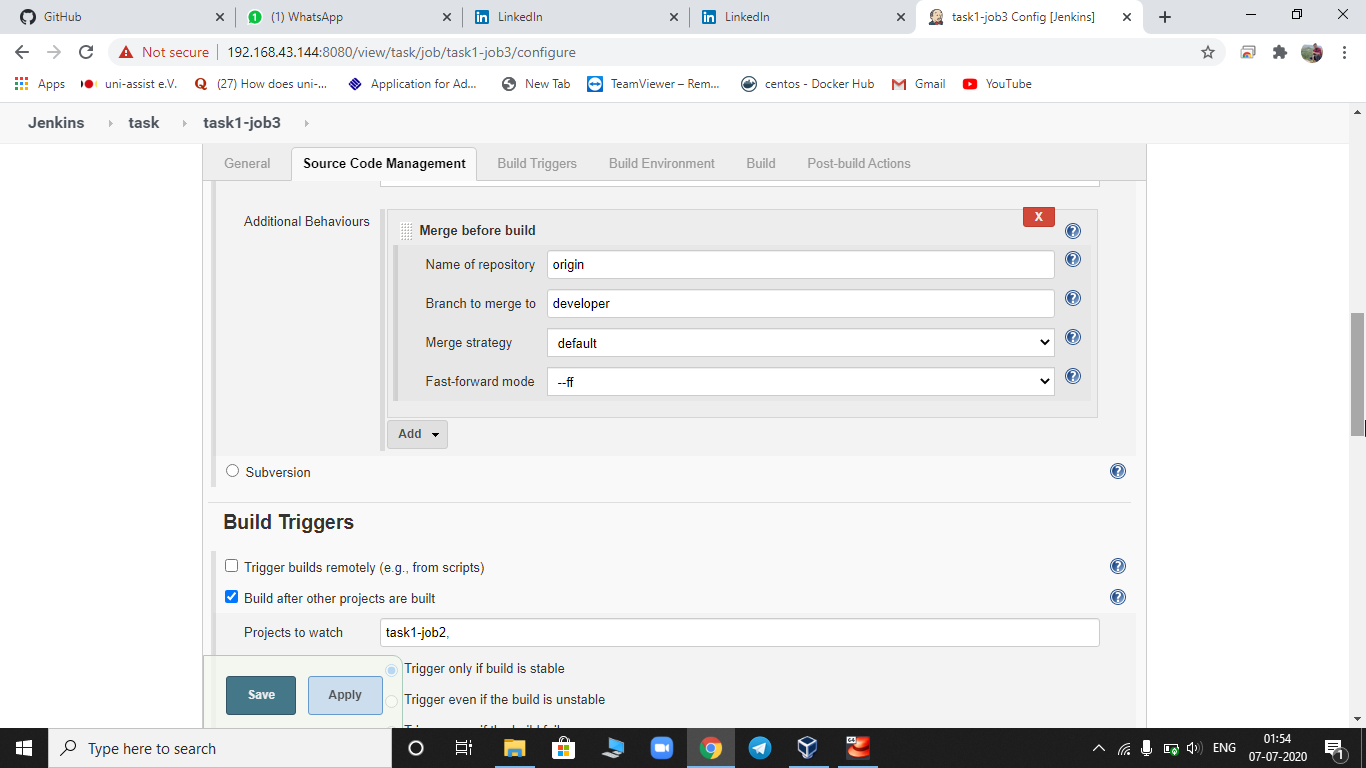 GitHub
(1) WhatsApp
LinkedIn
LinkedIn
task1-job3 Config [Jenkins]
Not secure
192.168.43.144:8080/view/task/job/task1-job3/configure
Apps
uni-assist e.V.
(27) How does uni-...
Application for Ad...
New Tab
TeamViewer – Rem...
centos - Docker Hub
Gmail
YouTube
Jenkins
task
task1-job3
General
Source Code Management
Build Triggers
Build Environment
Build
Post-build Actions
Additional Behaviours
X
Merge before build
Name of repository
origin
Branch to merge to
developer
Merge strategy
default
Fast-forward mode
--ff
Add
Subversion
Build Triggers
Trigger builds remotely (e.g., from scripts)
Build after other projects are built
Projects to watch
task1-job2,
Trigger only if build is stable
Save
Apply
Trigger even if the build is unstable
Type here to search
ENG
01:54
07-07-2020
1